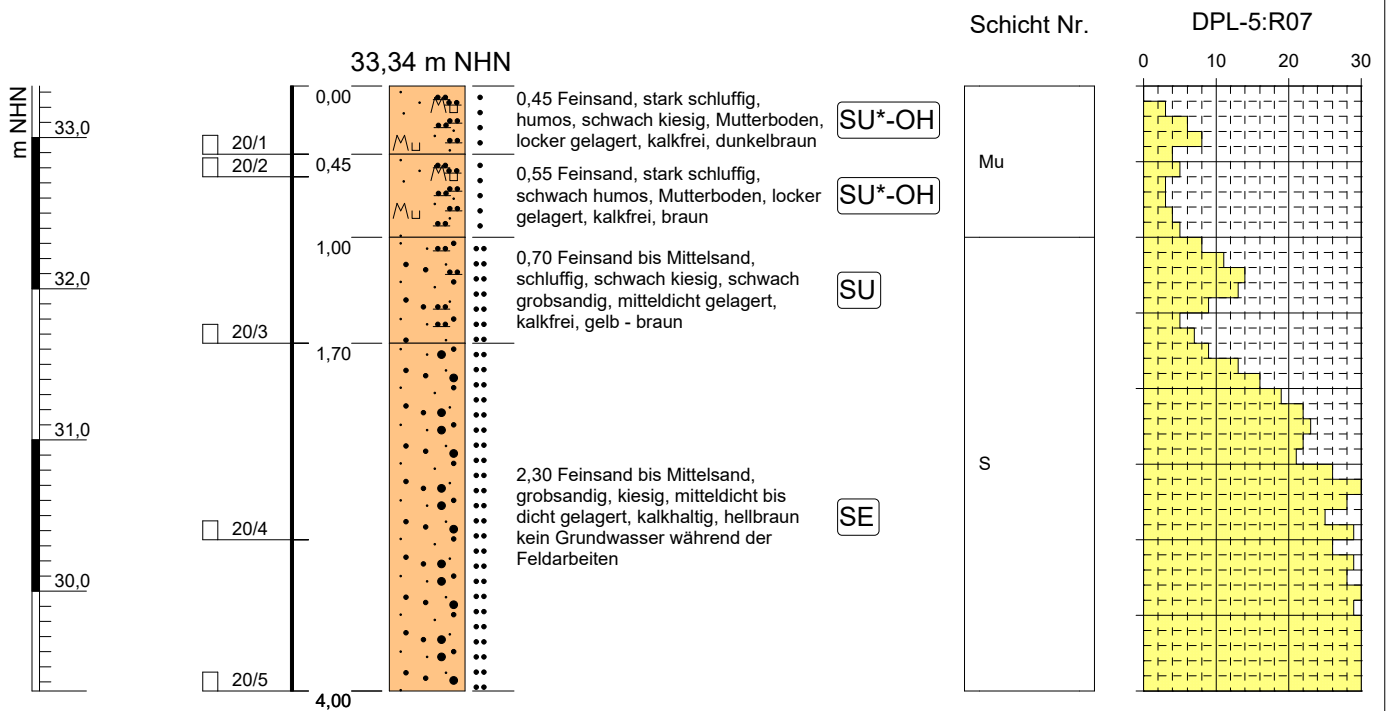 Schicht Nr.
DPL-5:R07
33,34 m NHN
0 10 20 30
m NHN
33,0
32,0
31,0
30,0
20/1
20/2
20/3
20/4
20/5
0,00
0,45
1,00
1,70
4,00
Mu
Mu
Mu
Mu
0,45 Feinsand, stark schluffig,
humos, schwach kiesig, Mutterboden,
locker gelagert, kalkfrei, dunkelbraun
SU*-OH
0,55 Feinsand, stark schluffig,
schwach humos, Mutterboden, locker
gelagert, kalkfrei, braun
SU*-OH
0,70 Feinsand bis Mittelsand,
schluffig, schwach kiesig, schwach
grobsandig, mitteldicht gelagert,
kalkfrei, gelb - braun
SU
2,30 Feinsand bis Mittelsand,
grobsandig, kiesig, mitteldicht bis
dicht gelagert, kalkhaltig, hellbraun
kein Grundwasser während der
Feldarbeiten
SE
Mu
S